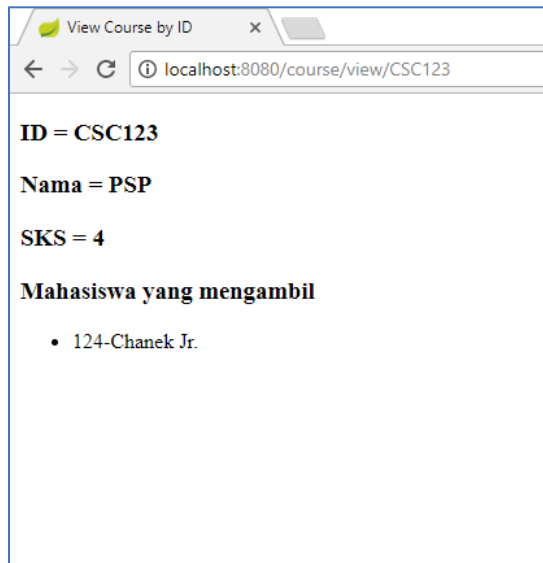 View Course by ID
localhost:8080/course/view/CSC123
ID = CSC123
Nama = PSP
SKS = 4
Mahasiswa yang mengambil
124-Chanek Jr.